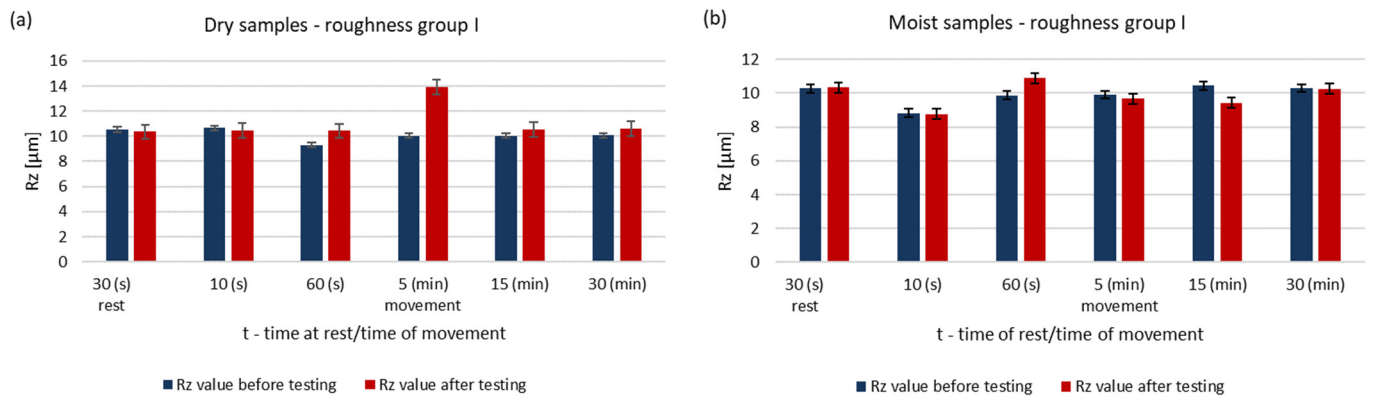 (a)
Dry samples - roughness group I
Rz [µm]
16
14
12
10
8
6
4
2
0
30 (s) 10 (s) 60 (s) 5 (min) 15 (min) 30 (min)
rest movement
t - time at rest/time of movement
Rz value before testing Rz value after testing
(b)
Moist samples - roughness group I
Rz [µm]
12
10
8
6
4
2
0
30 (s) 10 (s) 60 (s) 5 (min) 15 (min) 30 (min)
rest movement
t - time of rest/time of movement
Rz value before testing Rz value after testing